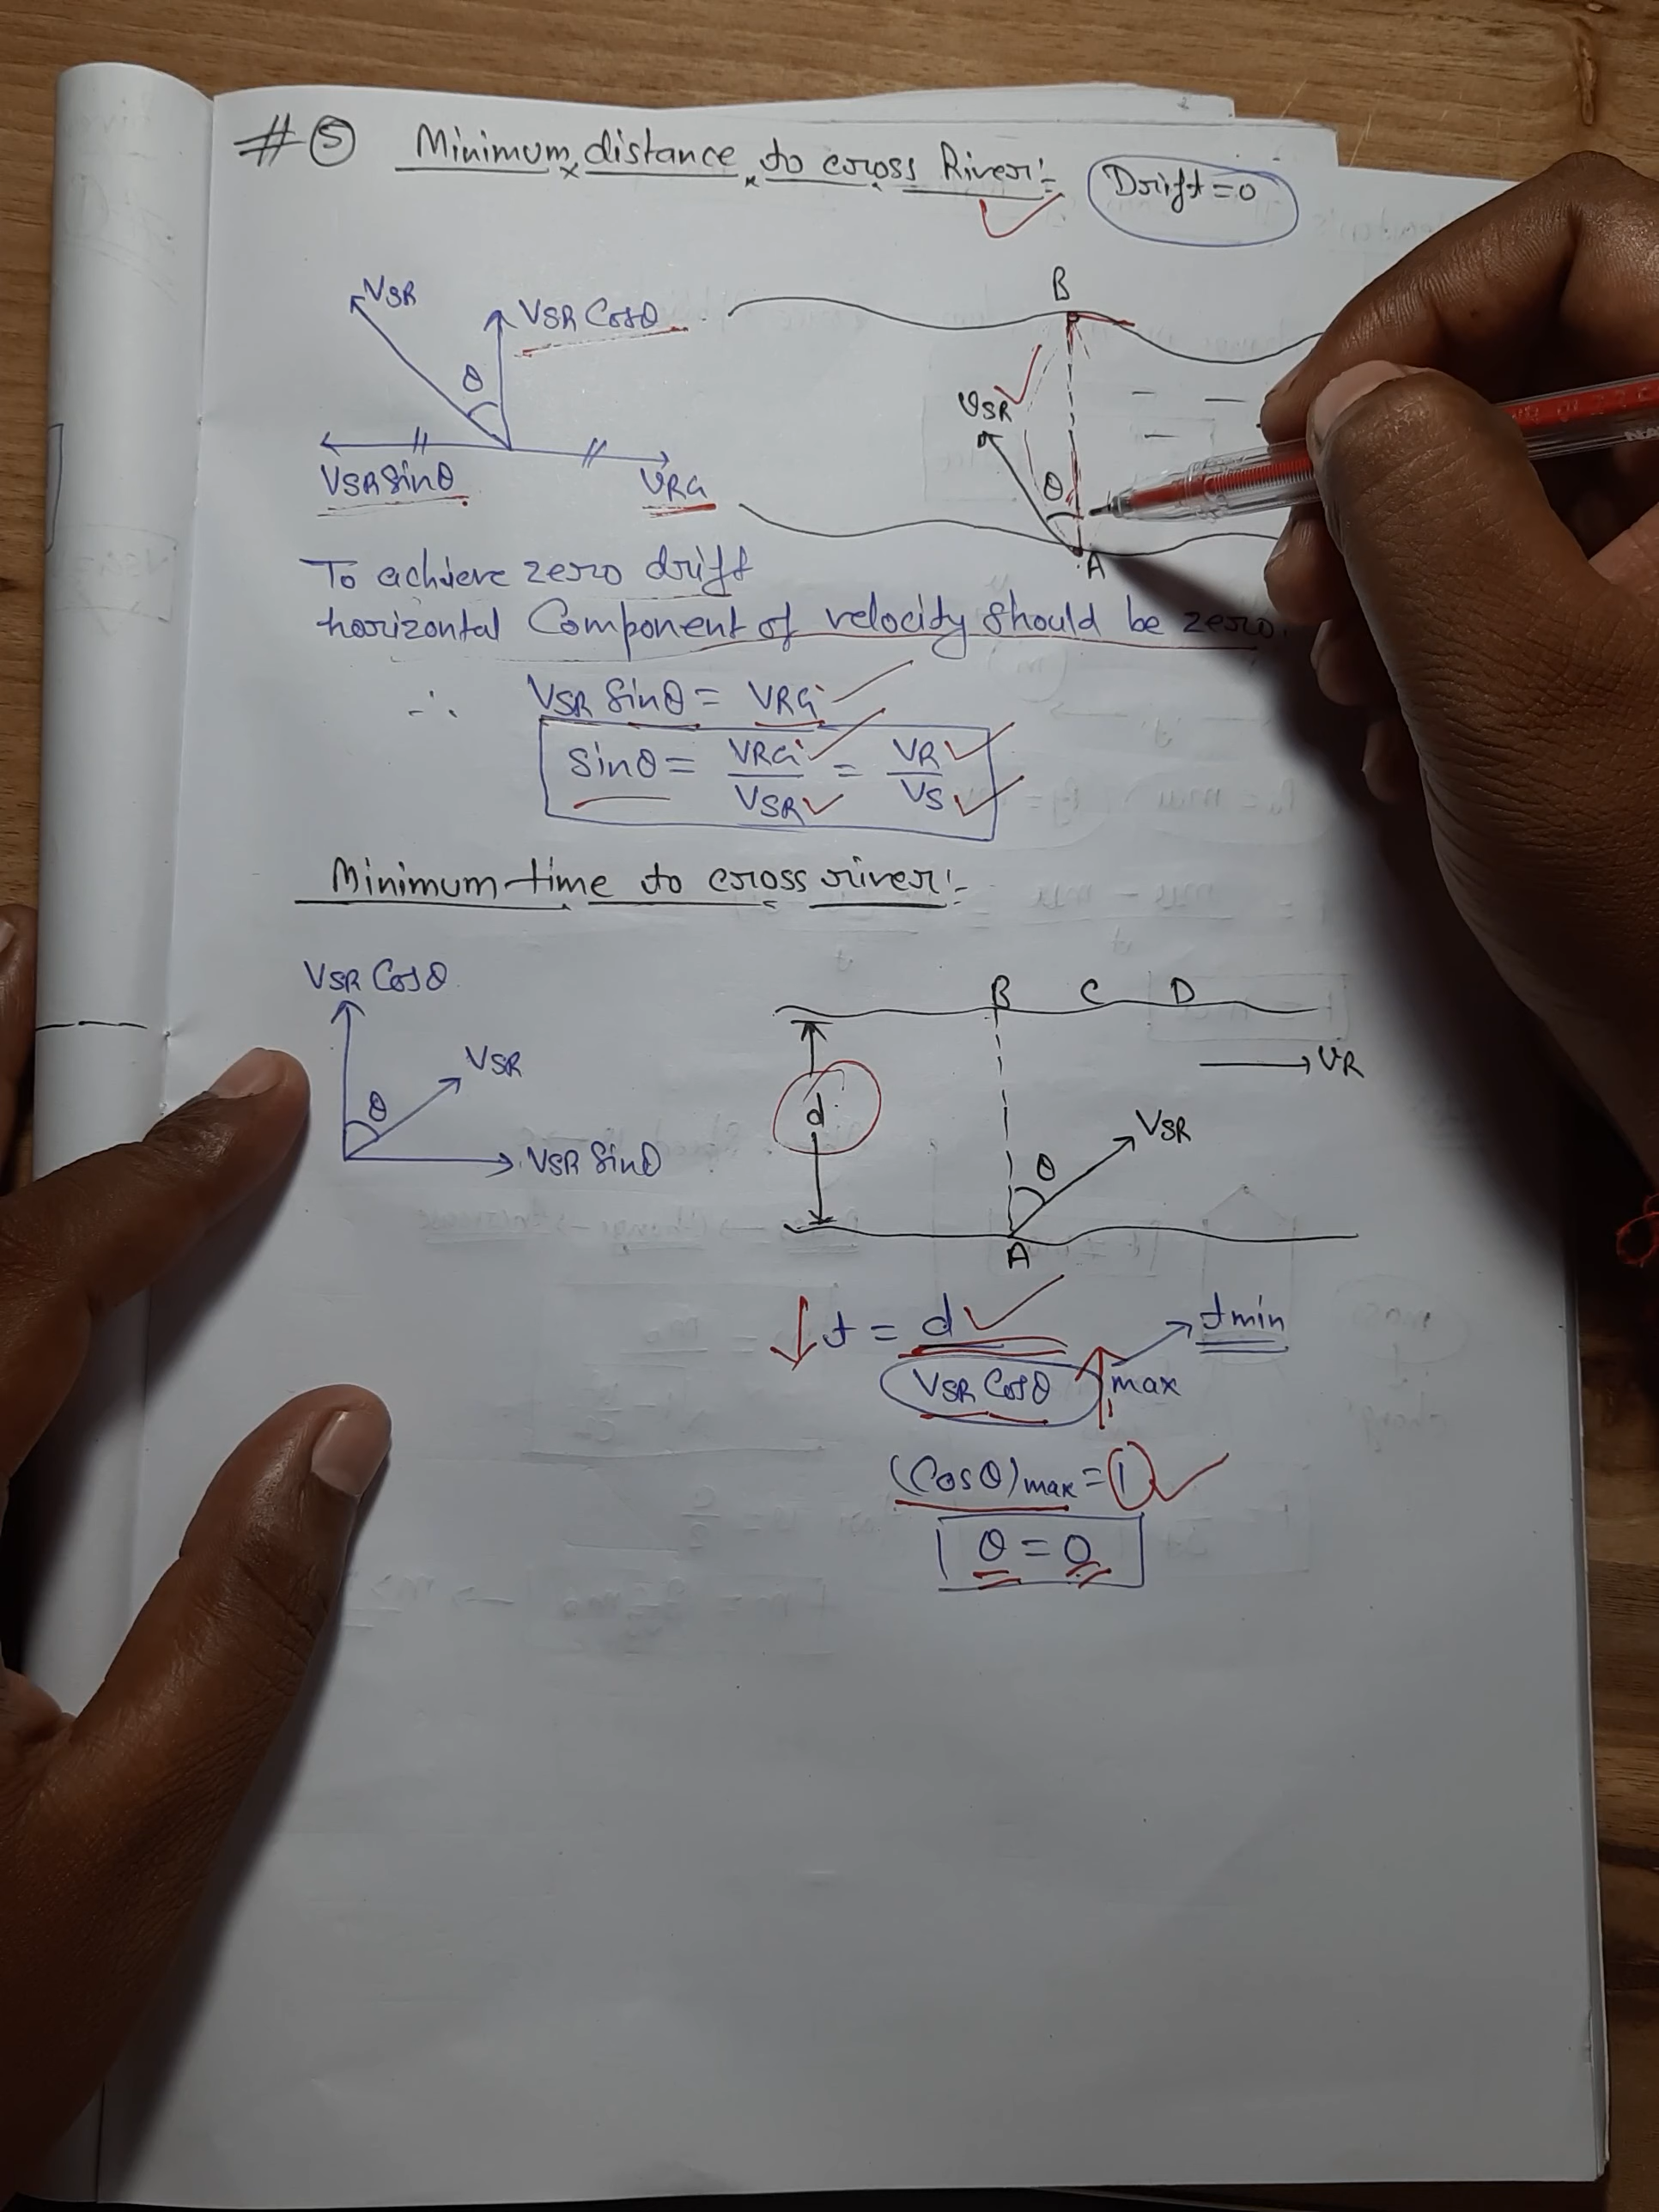 # 5 Minimum distance to cross River:- Drift = 0
VSR
VSR Cosθ
θ
VSR Sinθ
VRG
B
VSR
θ
A
To achieve zero drift
horizontal Component of velocity should be zero.
∴ VSR Sinθ = VRG
Sinθ = VRG / VSR = VR / VS
Minimum time to cross river:-
VSR Cosθ
VSR
θ
VSR Sinθ
B C D
VR
d
VSR
θ
A
↓ t = d / VSR Cosθ ↑ max → tmin
(Cosθ)max = 1
θ = 0